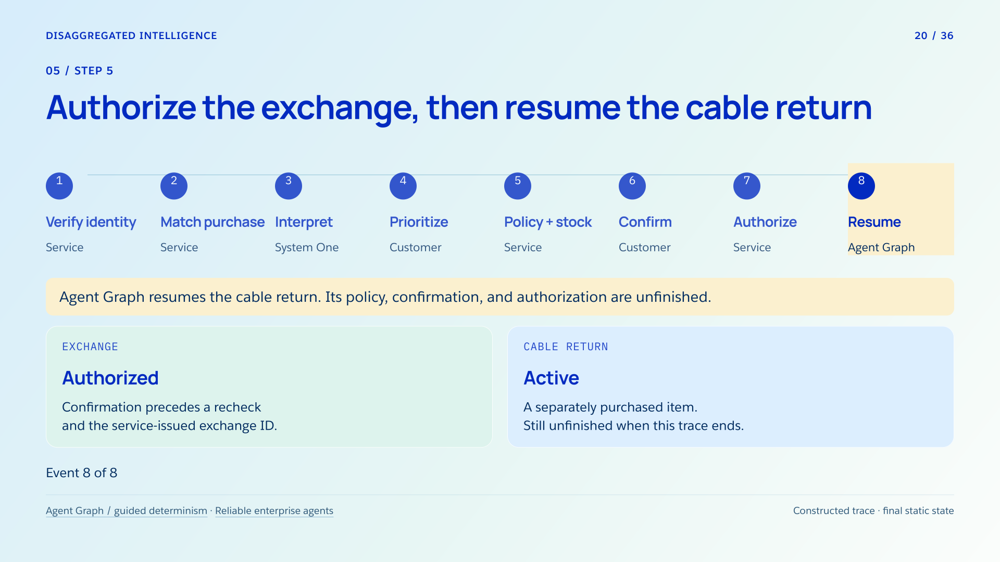 DISAGGREGATED INTELLIGENCE
20 / 36
05 / STEP 5
Authorize the exchange, then resume the cable return
1
2
3
4
5
6
7
8
Verify identity
Match purchase
Interpret
Prioritize
Policy + stock
Confirm
Authorize
Resume
Service
Service
System One
Customer
Service
Customer
Service
Agent Graph
Agent Graph resumes the cable return. Its policy, confirmation, and authorization are unfinished.
EXCHANGE
Authorized
Confirmation precedes a recheck
and the service-issued exchange ID.
CABLE RETURN
Active
A separately purchased item.
Still unfinished when this trace ends.
Event 8 of 8
Agent Graph / guided determinism · Reliable enterprise agents
Constructed trace · final static state